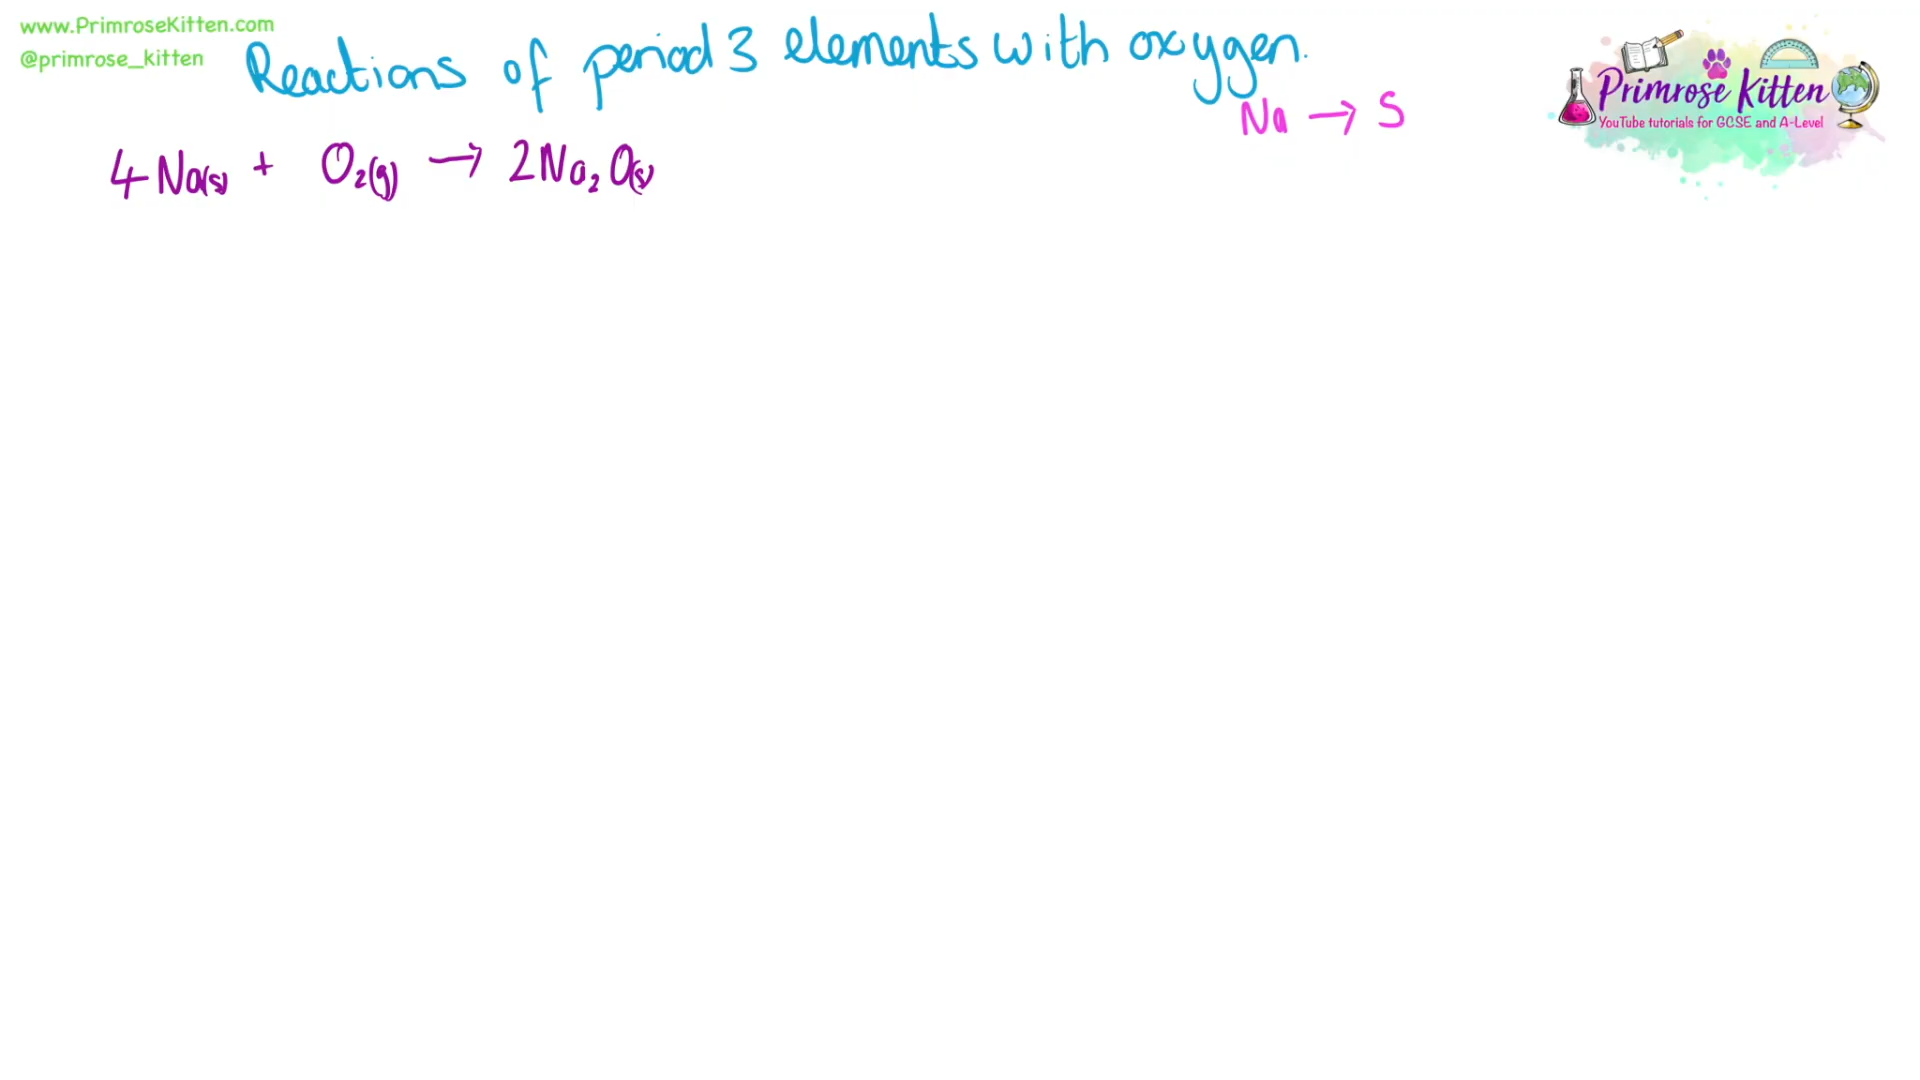 www.PrimroseKitten.com
@primrose_kitten
Reactions of period 3 elements with oxygen.
Na → S
4Na(s) + O₂(g) → 2Na₂O(s)
Primrose Kitten
YouTube tutorials for GCSE and A-Level